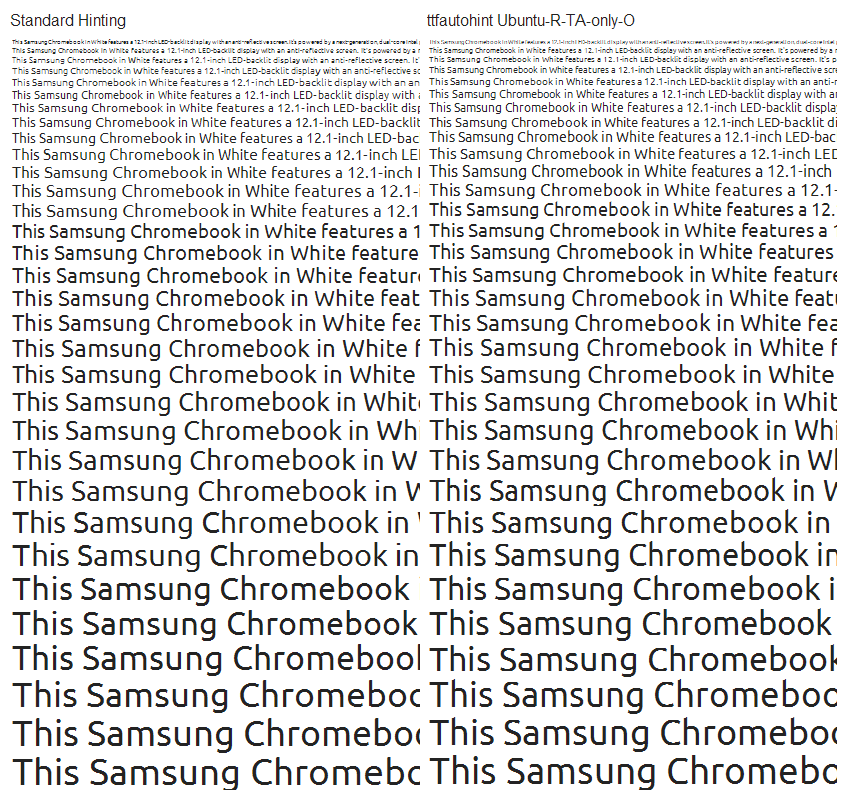 Standard Hinting
This Samsung Chromebook in White features a 12.1-inch LED-backlit display with an anti-reflective screen. It's powered by a next-generation, dual-core Intel
This Samsung Chromebook in White features a 12.1-inch LED-backlit display with an anti-reflective screen. It's powered by a
This Samsung Chromebook in White features a 12.1-inch LED-backlit display with an anti-reflective screen.
This Samsung Chromebook in White features a 12.1-inch LED-backlit display with an anti-reflective sc
This Samsung Chromebook in White features a 12.1-inch LED-backlit display with an an
This Samsung Chromebook in White features a 12.1-inch LED-backlit display with
This Samsung Chromebook in White features a 12.1-inch LED-backlit disp
This Samsung Chromebook in White features a 12.1-inch LED-backlit
This Samsung Chromebook in White features a 12.1-inch LED-bac
This Samsung Chromebook in White features a 12.1-inch LE
This Samsung Chromebook in White features a 12.1-inch
This Samsung Chromebook in White features a 12.1-
This Samsung Chromebook in White features a 12.1
This Samsung Chromebook in White features a 1
This Samsung Chromebook in White feature
This Samsung Chromebook in White featur
This Samsung Chromebook in White feat
This Samsung Chromebook in White fea
This Samsung Chromebook in White f
This Samsung Chromebook in White
This Samsung Chromebook in Whit
This Samsung Chromebook in Wh
This Samsung Chromebook in W
This Samsung Chromebook in W
This Samsung Chromebook in
This Samsung Chromebook in
This Samsung Chromebook
This Samsung Chromebook
This Samsung Chromebook
This Samsung Chromeboo
This Samsung Chromebo
This Samsung Chromebo
ttfautohint Ubuntu-R-TA-only-O
This Samsung Chromebook in White features a 12.1-inch LED-backlit display with an anti-reflective screen. It's powered by a next-generation, dual-core Intel
This Samsung Chromebook in White features a 12.1-inch LED-backlit display with an anti-reflective screen. It's powered by a
This Samsung Chromebook in White features a 12.1-inch LED-backlit display with an anti-reflective screen. It's p
This Samsung Chromebook in White features a 12.1-inch LED-backlit display with an anti-reflective scr
This Samsung Chromebook in White features a 12.1-inch LED-backlit display with an anti-r
This Samsung Chromebook in White features a 12.1-inch LED-backlit display with a
This Samsung Chromebook in White features a 12.1-inch LED-backlit display
This Samsung Chromebook in White features a 12.1-inch LED-backlit di
This Samsung Chromebook in White features a 12.1-inch LED-bac
This Samsung Chromebook in White features a 12.1-inch LED
This Samsung Chromebook in White features a 12.1-inch
This Samsung Chromebook in White features a 12.1-
This Samsung Chromebook in White features a 12.
This Samsung Chromebook in White features a 1
This Samsung Chromebook in White features
This Samsung Chromebook in White feature
This Samsung Chromebook in White featu
This Samsung Chromebook in White fea
This Samsung Chromebook in White f
This Samsung Chromebook in White
This Samsung Chromebook in Whit
This Samsung Chromebook in Whi
This Samsung Chromebook in Wh
This Samsung Chromebook in W
This Samsung Chromebook in
This Samsung Chromebook in
This Samsung Chromebook i
This Samsung Chromebook
This Samsung Chromebook
This Samsung Chromeboo
This Samsung Chromeboo
This Samsung Chromebo